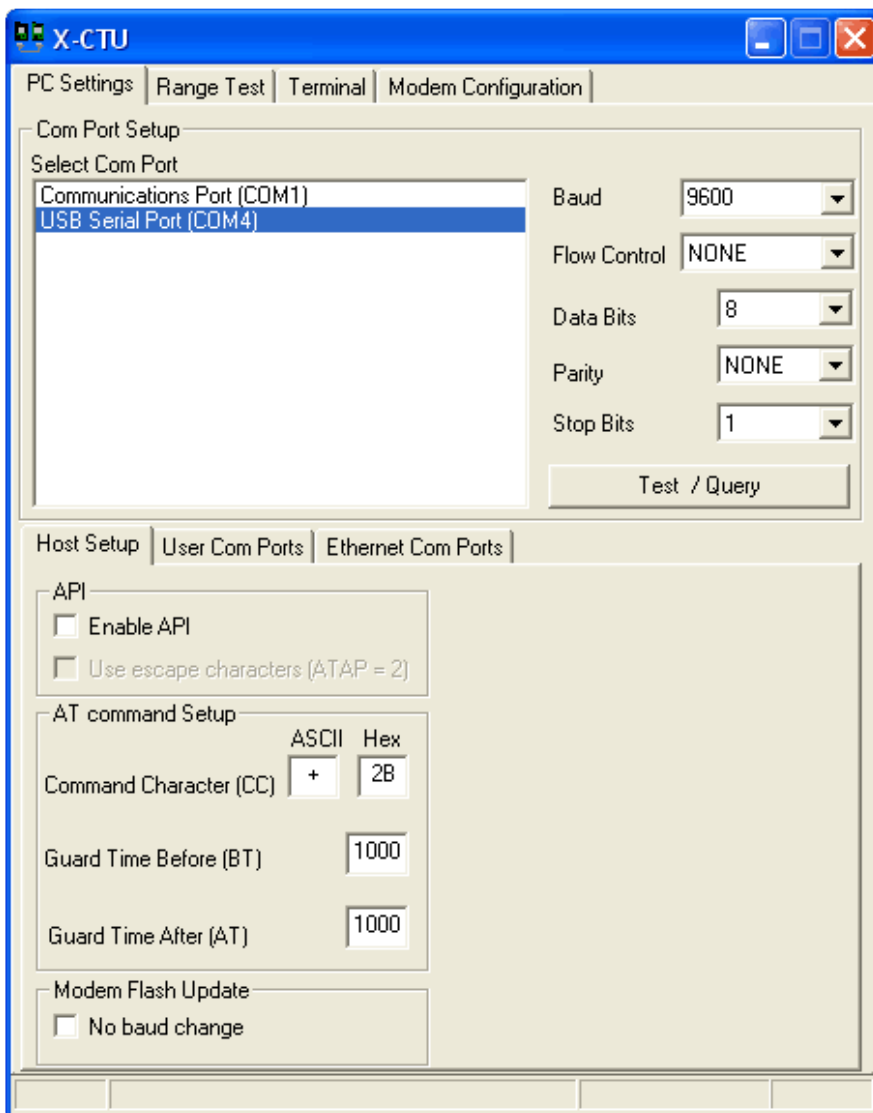 X-CTU
PC Settings Range Test Terminal Modem Configuration
Com Port Setup
Select Com Port
Communications Port (COM1)
USB Serial Port (COM4)
Baud 9600
Flow Control NONE
Data Bits 8
Parity NONE
Stop Bits 1
Test / Query
Host Setup User Com Ports Ethernet Com Ports
API
Enable API
Use escape characters (ATAP = 2)
AT command Setup
ASCII Hex
Command Character (CC) + 2B
Guard Time Before (BT) 1000
Guard Time After (AT) 1000
Modem Flash Update
No baud change